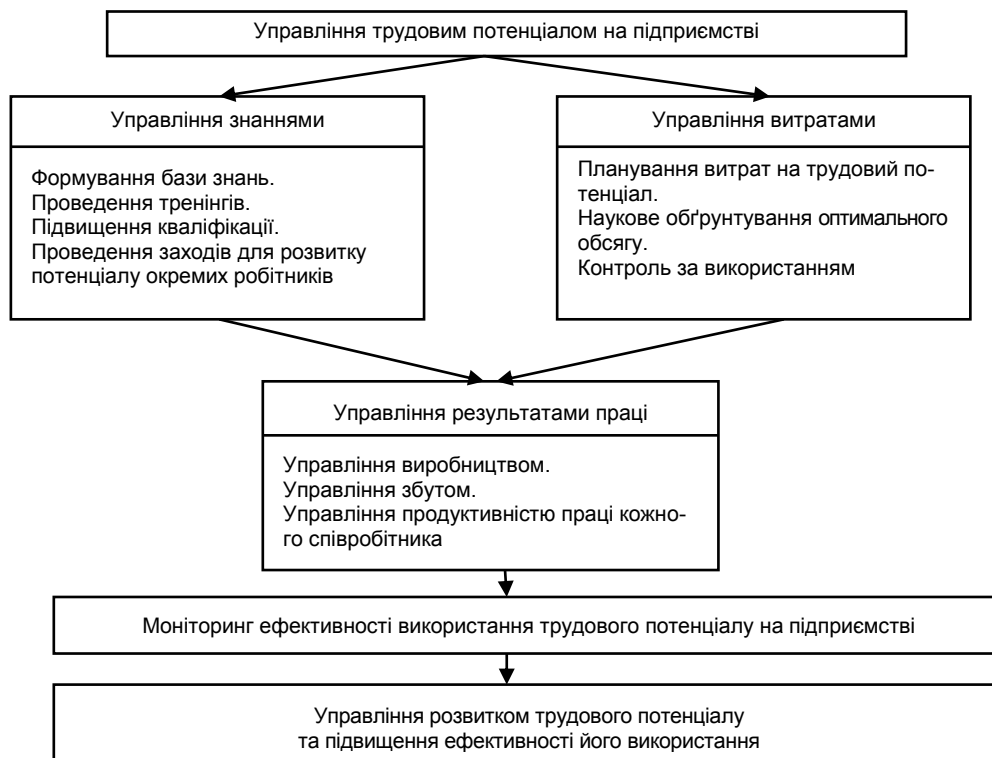 Управління трудовим потенціалом на підприємстві
Управління знаннями
Формування бази знань.
Проведення тренінгів.
Підвищення кваліфікації.
Проведення заходів для розвитку
потенціалу окремих робітників
Управління витратами
Планування витрат на трудовий по-
тенціал.
Наукове обґрунтування оптимального
обсягу.
Контроль за використанням
Управління результатами праці
Управління виробництвом.
Управління збутом.
Управління продуктивністю праці кожно-
го співробітника
Моніторинг ефективності використання трудового потенціалу на підприємстві
Управління розвитком трудового потенціалу
та підвищення ефективності його використання